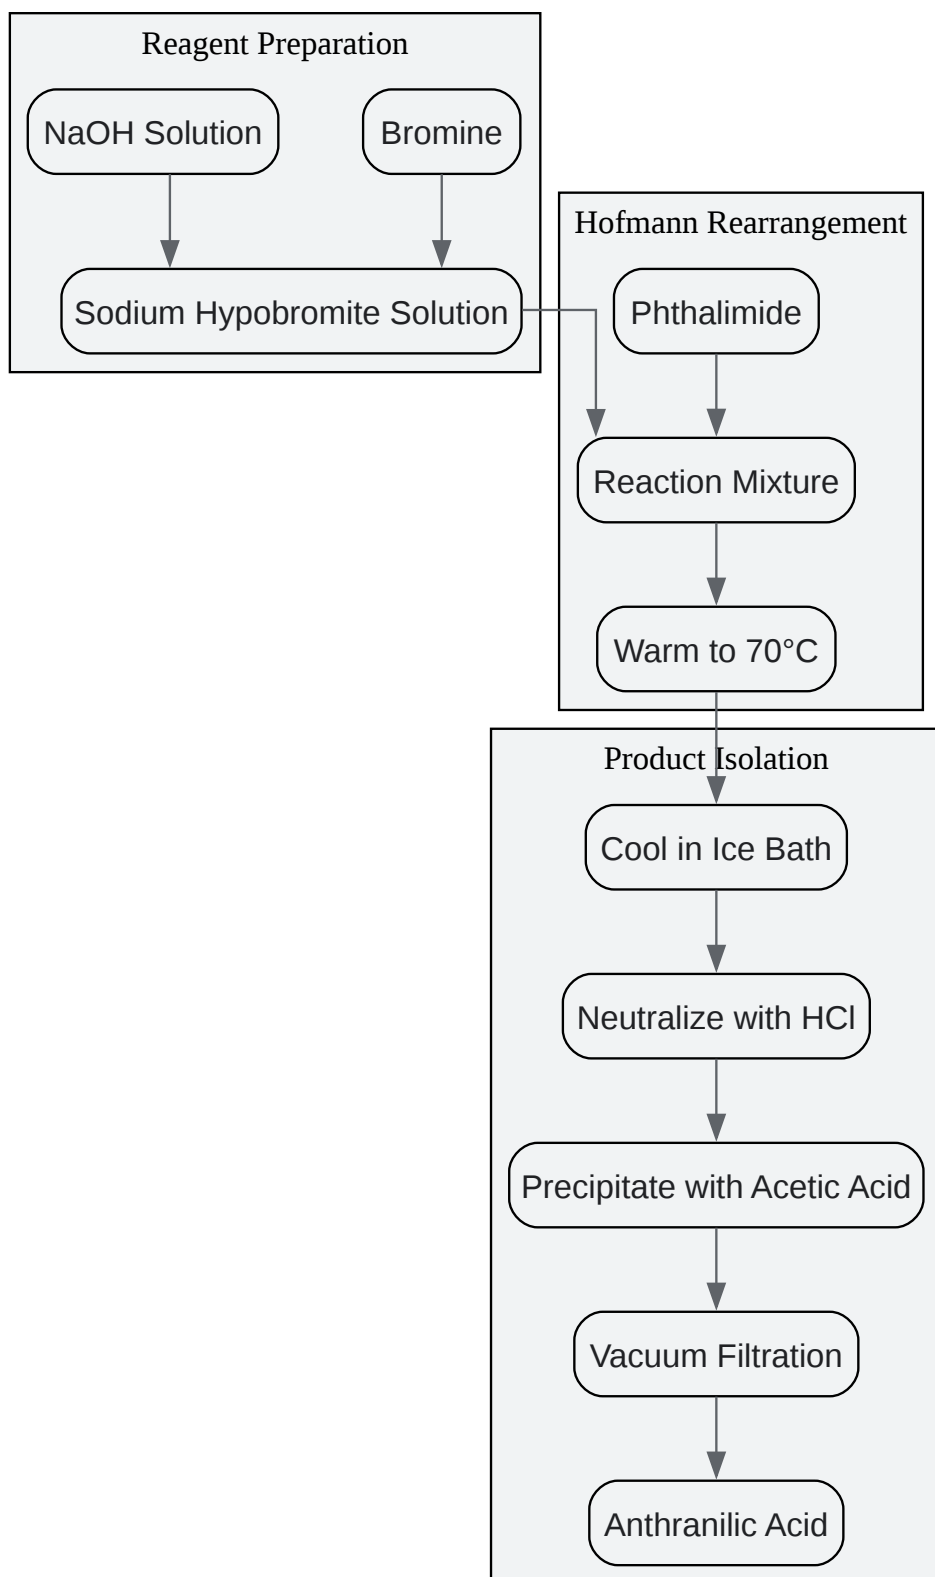 Reagent Preparation
NaOH Solution
Bromine
Sodium Hypobromite Solution
Hofmann Rearrangement
Phthalimide
Reaction Mixture
Warm to 70°C
Product Isolation
Cool in Ice Bath
Neutralize with HCl
Precipitate with Acetic Acid
Vacuum Filtration
Anthranilic Acid